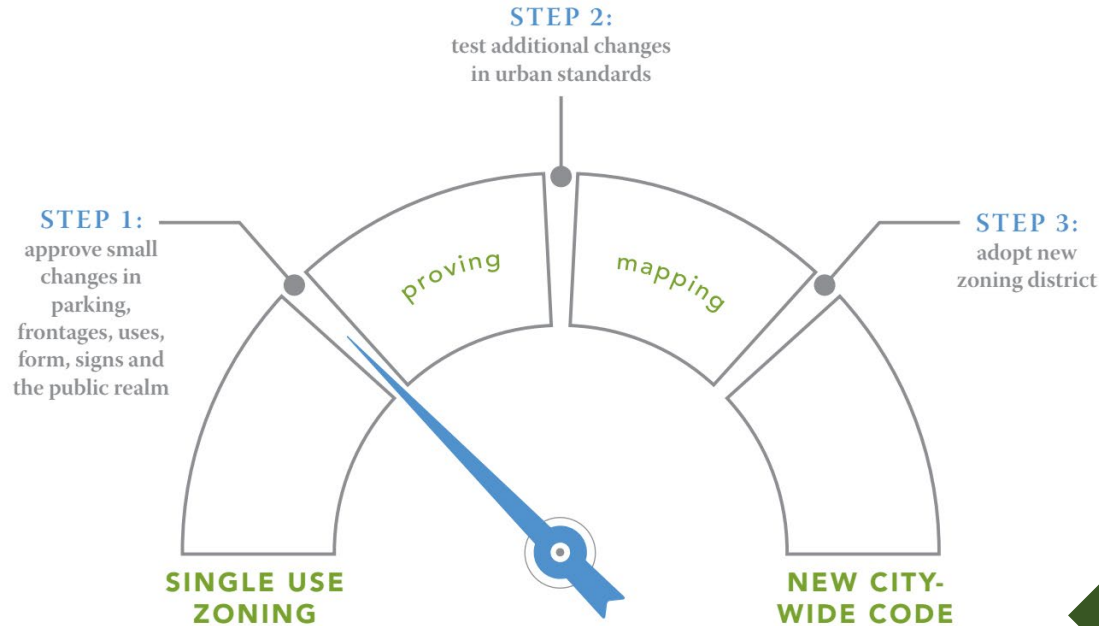 STEP 2:
test additional changes
in urban standards
STEP 1:
approve small
changes in
parking,
frontages, uses,
form, signs and
the public realm
proving
mapping
STEP 3:
adopt new
zoning district
SINGLE USE
ZONING
NEW CITY-
WIDE CODE